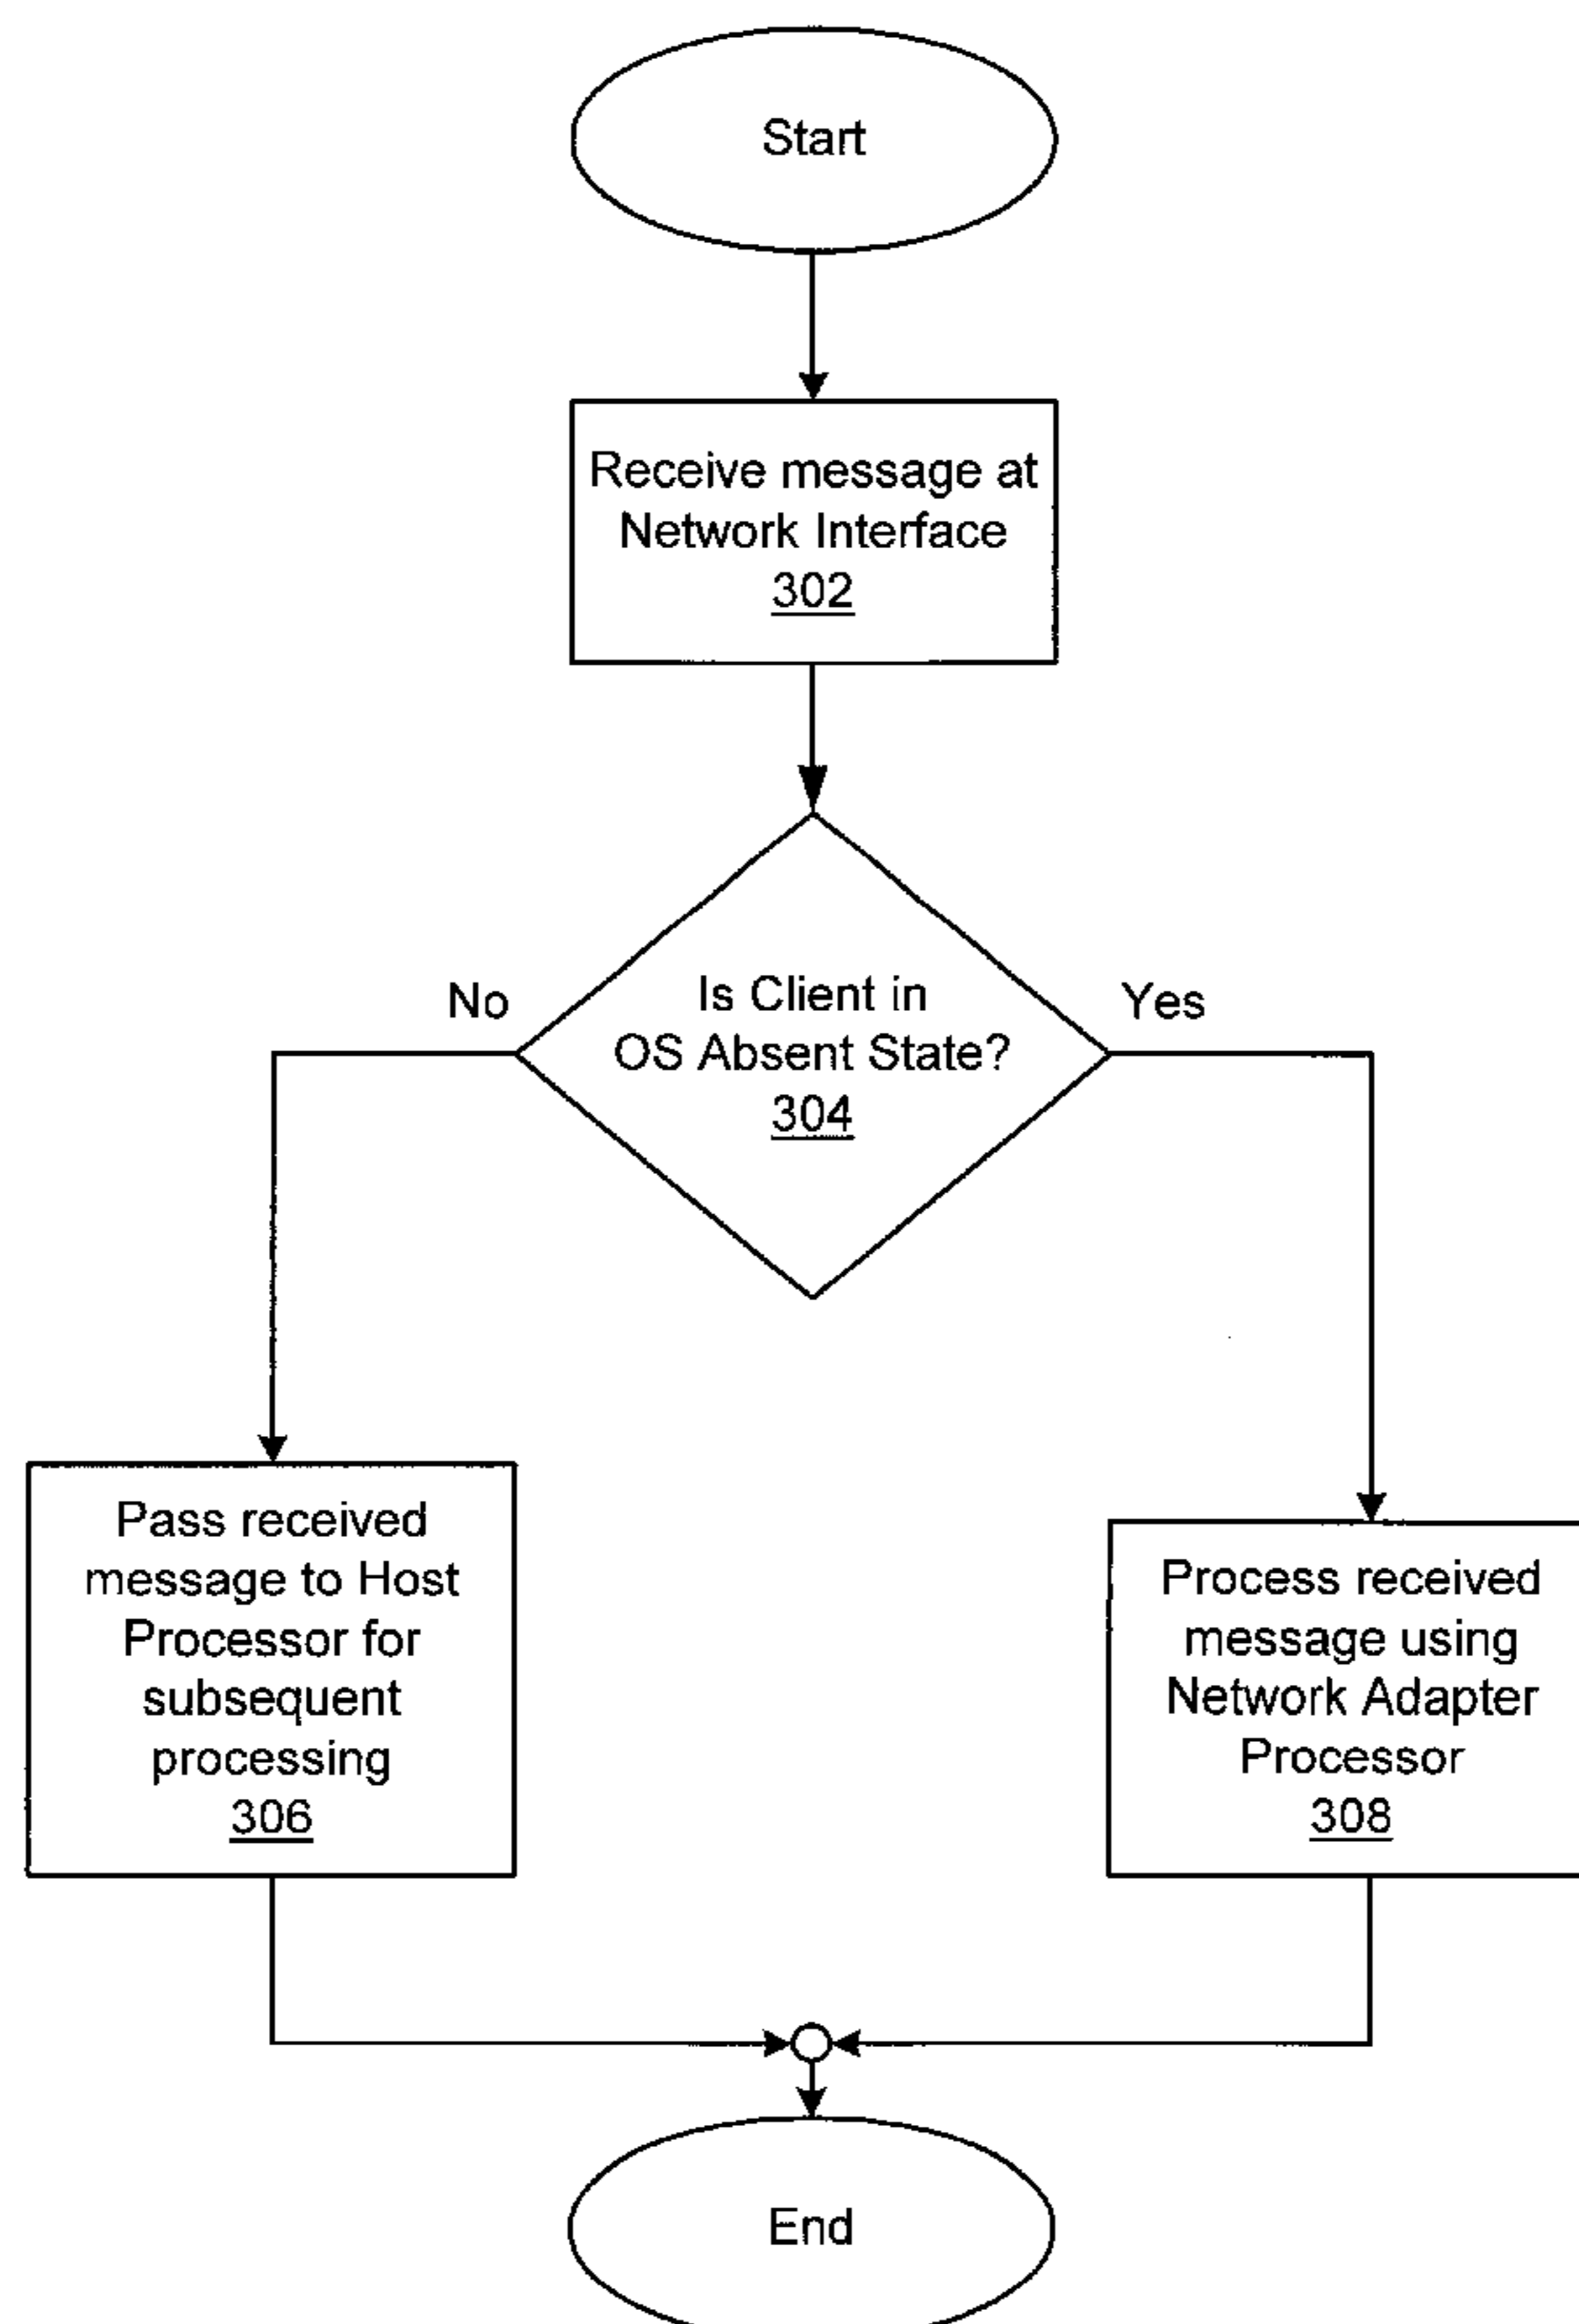 Start
Receive message at
Network Interface
302
Is Client in
OS Absent State?
304
No
Yes
Pass received
message to Host
Processor for
subsequent
processing
306
Process received
message using
Network Adapter
Processor
308
End